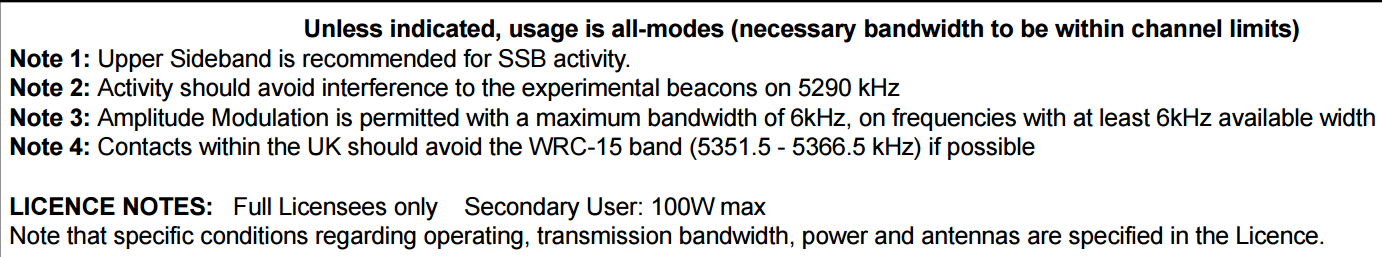 Unless indicated, usage is all-modes (necessary bandwidth to be within channel limits)
Note 1: Upper Sideband is recommended for SSB activity.
Note 2: Activity should avoid interference to the experimental beacons on 5290 kHz
Note 3: Amplitude Modulation is permitted with a maximum bandwidth of 6kHz, on frequencies with at least 6kHz available width
Note 4: Contacts within the UK should avoid the WRC-15 band (5351.5 - 5366.5 kHz) if possible
LICENCE NOTES: Full Licensees only Secondary User: 100W max
Note that specific conditions regarding operating, transmission bandwidth, power and antennas are specified in the Licence.